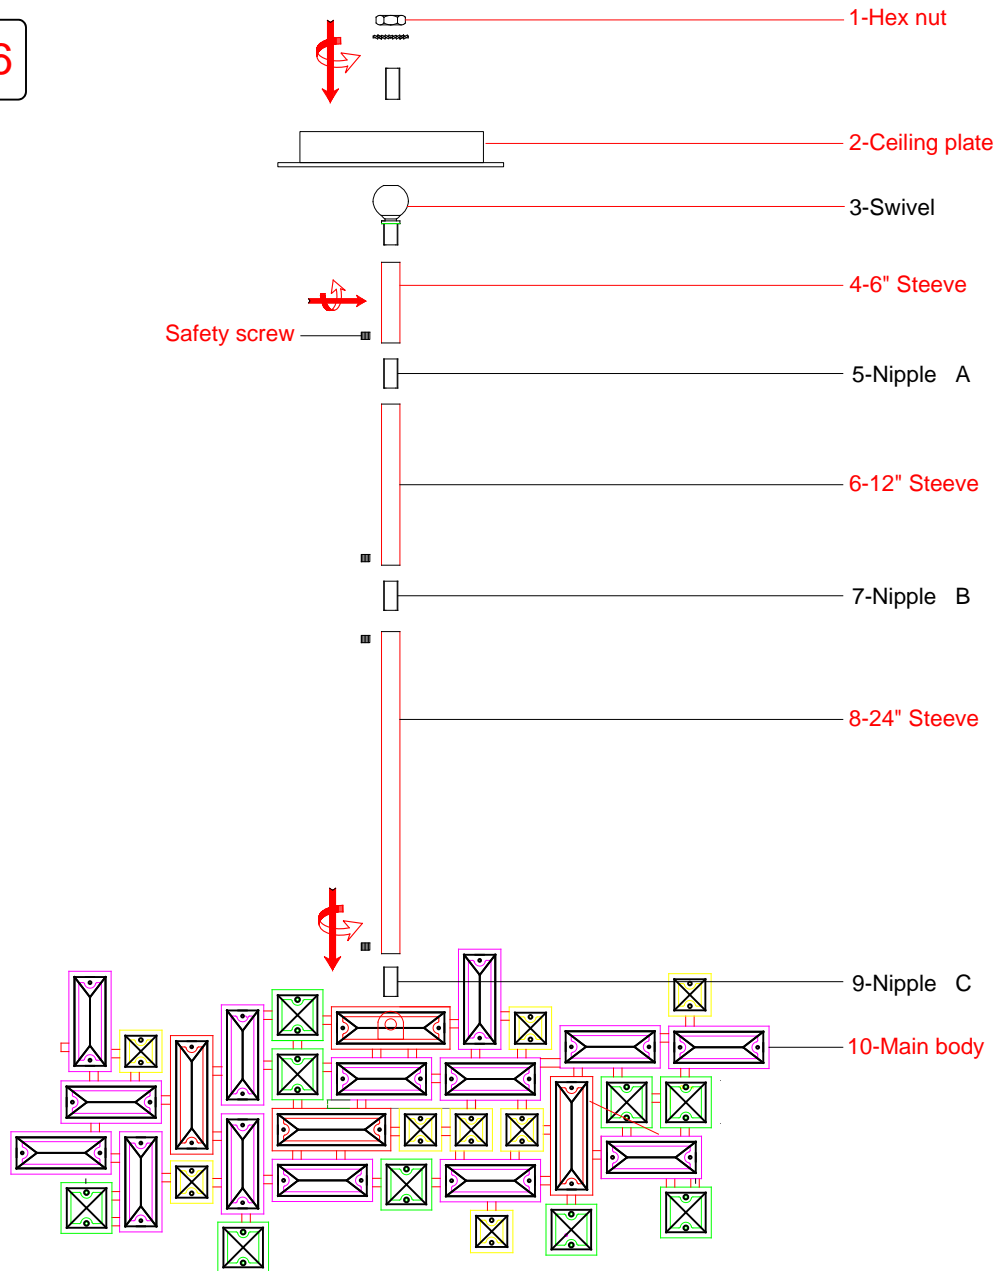 6
1-Hex nut
2-Ceiling plate
3-Swivel
4-6" Steeve
Safety screw
5-Nipple A
6-12" Steeve
7-Nipple B
8-24" Steeve
9-Nipple C
10-Main body